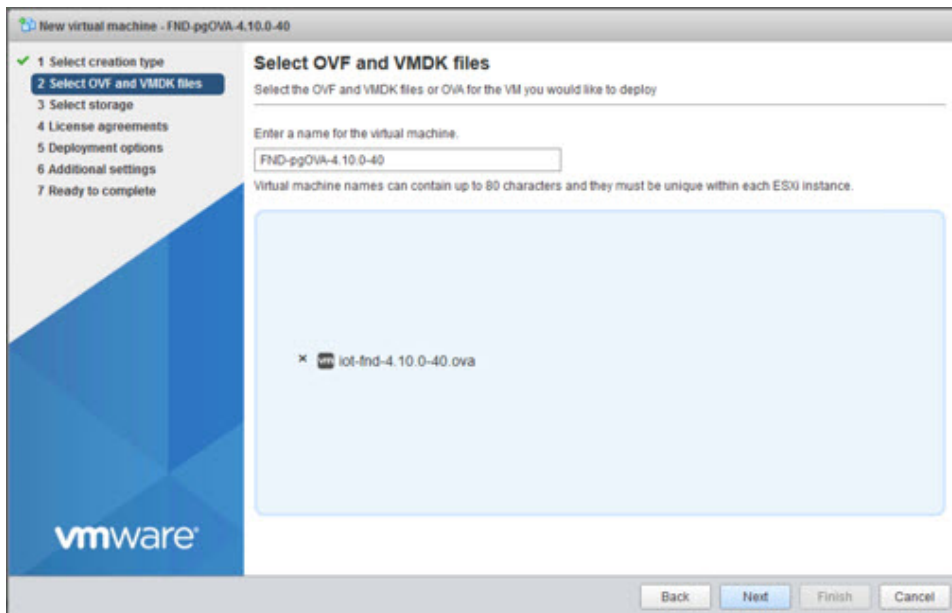 New virtual machine - FND-pgOVA-4.10.0-40
1 Select creation type
2 Select OVF and VMDK files
3 Select storage
4 License agreements
5 Deployment options
6 Additional settings
7 Ready to complete
vmware
Select OVF and VMDK files
Select the OVF and VMDK files or OVA for the VM you would like to deploy
Enter a name for the virtual machine.
FND-pgOVA-4.10.0-40
Virtual machine names can contain up to 80 characters and they must be unique within each ESXi instance.
× vm iot-fnd-4.10.0-40.ova
Back Next Finish Cancel